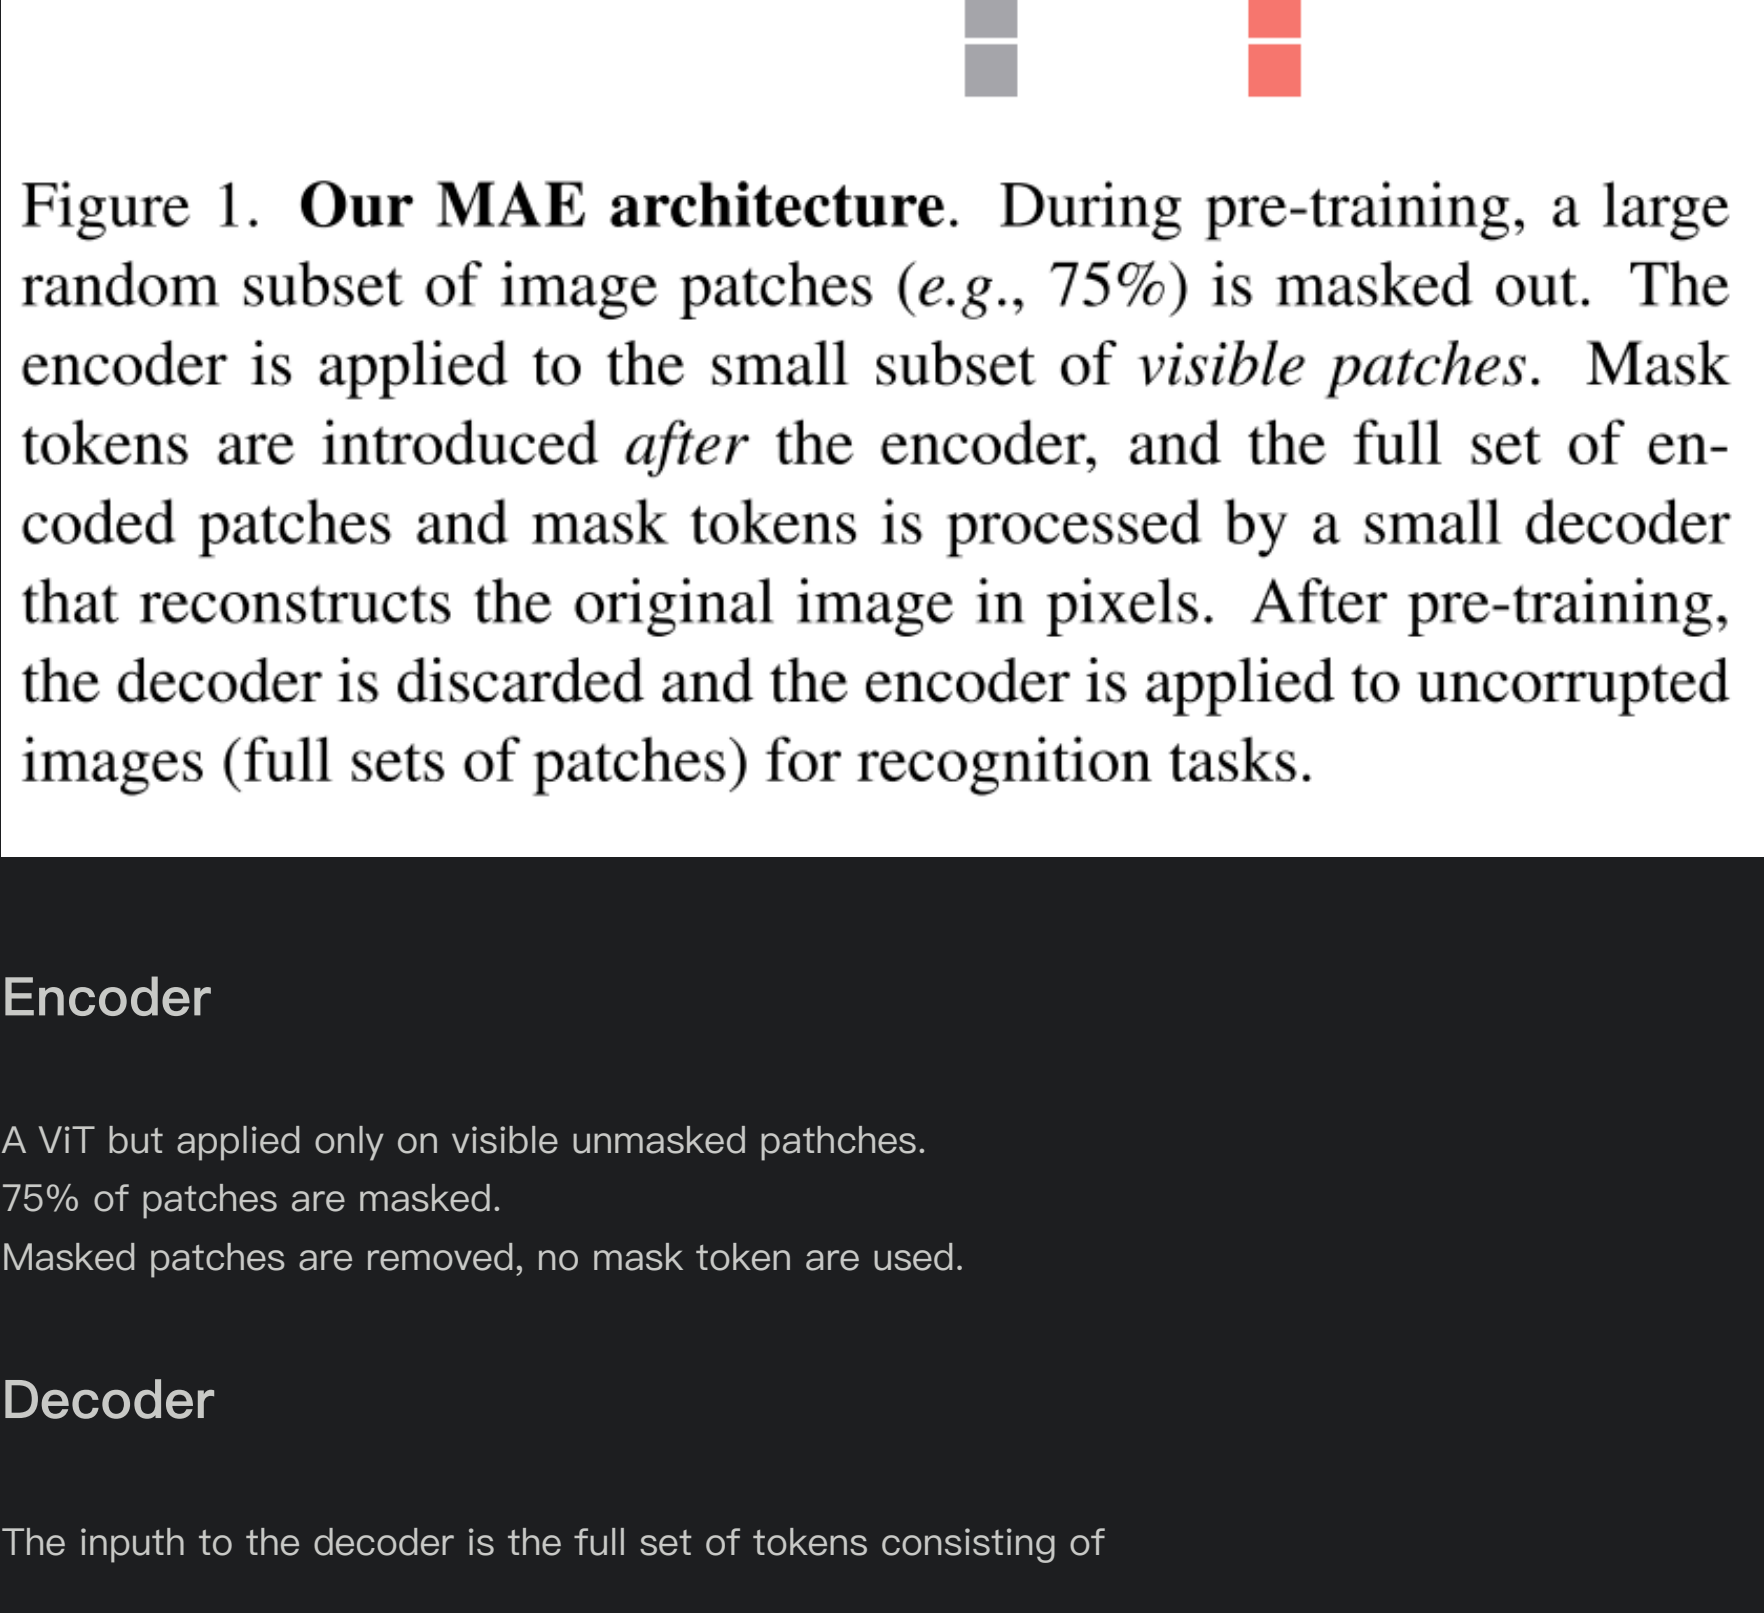 Figure 1. Our MAE architecture. During pre-training, a large
random subset of image patches (e.g., 75%) is masked out. The
encoder is applied to the small subset of visible patches. Mask
tokens are introduced after the encoder, and the full set of en-
coded patches and mask tokens is processed by a small decoder
that reconstructs the original image in pixels. After pre-training,
the decoder is discarded and the encoder is applied to uncorrupted
images (full sets of patches) for recognition tasks.
Encoder
A ViT but applied only on visible unmasked pathches.
75% of patches are masked.
Masked patches are removed, no mask token are used.
Decoder
The inputh to the decoder is the full set of tokens consisting of